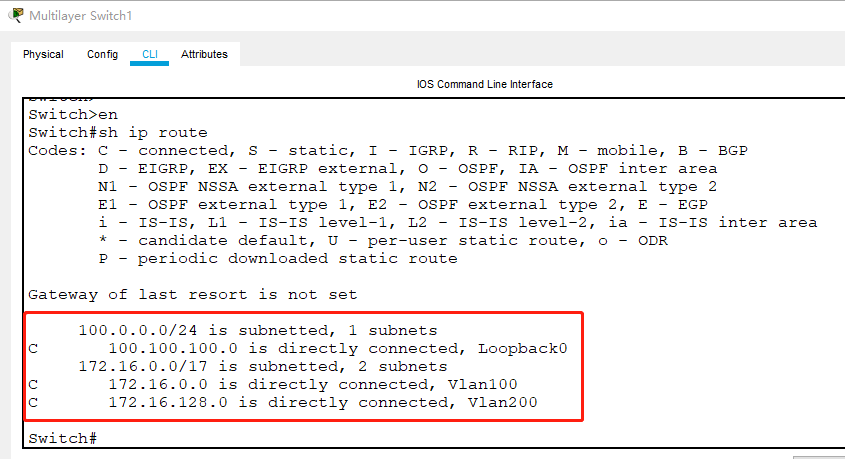 Multilayer Switch1
Physical Config CLI Attributes
IOS Command Line Interface
Switch>en
Switch#sh ip route
Codes: C - connected, S - static, I - IGRP, R - RIP, M - mobile, B - BGP
D - EIGRP, EX - EIGRP external, O - OSPF, IA - OSPF inter area
N1 - OSPF NSSA external type 1, N2 - OSPF NSSA external type 2
E1 - OSPF external type 1, E2 - OSPF external type 2, E - EGP
i - IS-IS, L1 - IS-IS level-1, L2 - IS-IS level-2, ia - IS-IS inter area
* - candidate default, U - per-user static route, o - ODR
P - periodic downloaded static route
Gateway of last resort is not set
100.0.0.0/24 is subnetted, 1 subnets
C 100.100.100.0 is directly connected, Loopback0
172.16.0.0/17 is subnetted, 2 subnets
C 172.16.0.0 is directly connected, Vlan100
C 172.16.128.0 is directly connected, Vlan200
Switch#